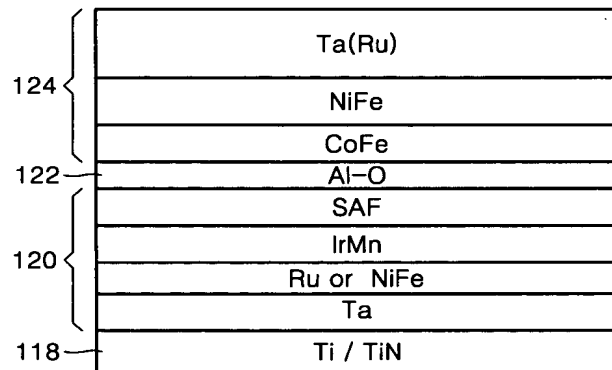 Ta(Ru)
124
NiFe
CoFe
122
Al-O
SAF
IrMn
120
Ru or NiFe
Ta
118
Ti / TiN